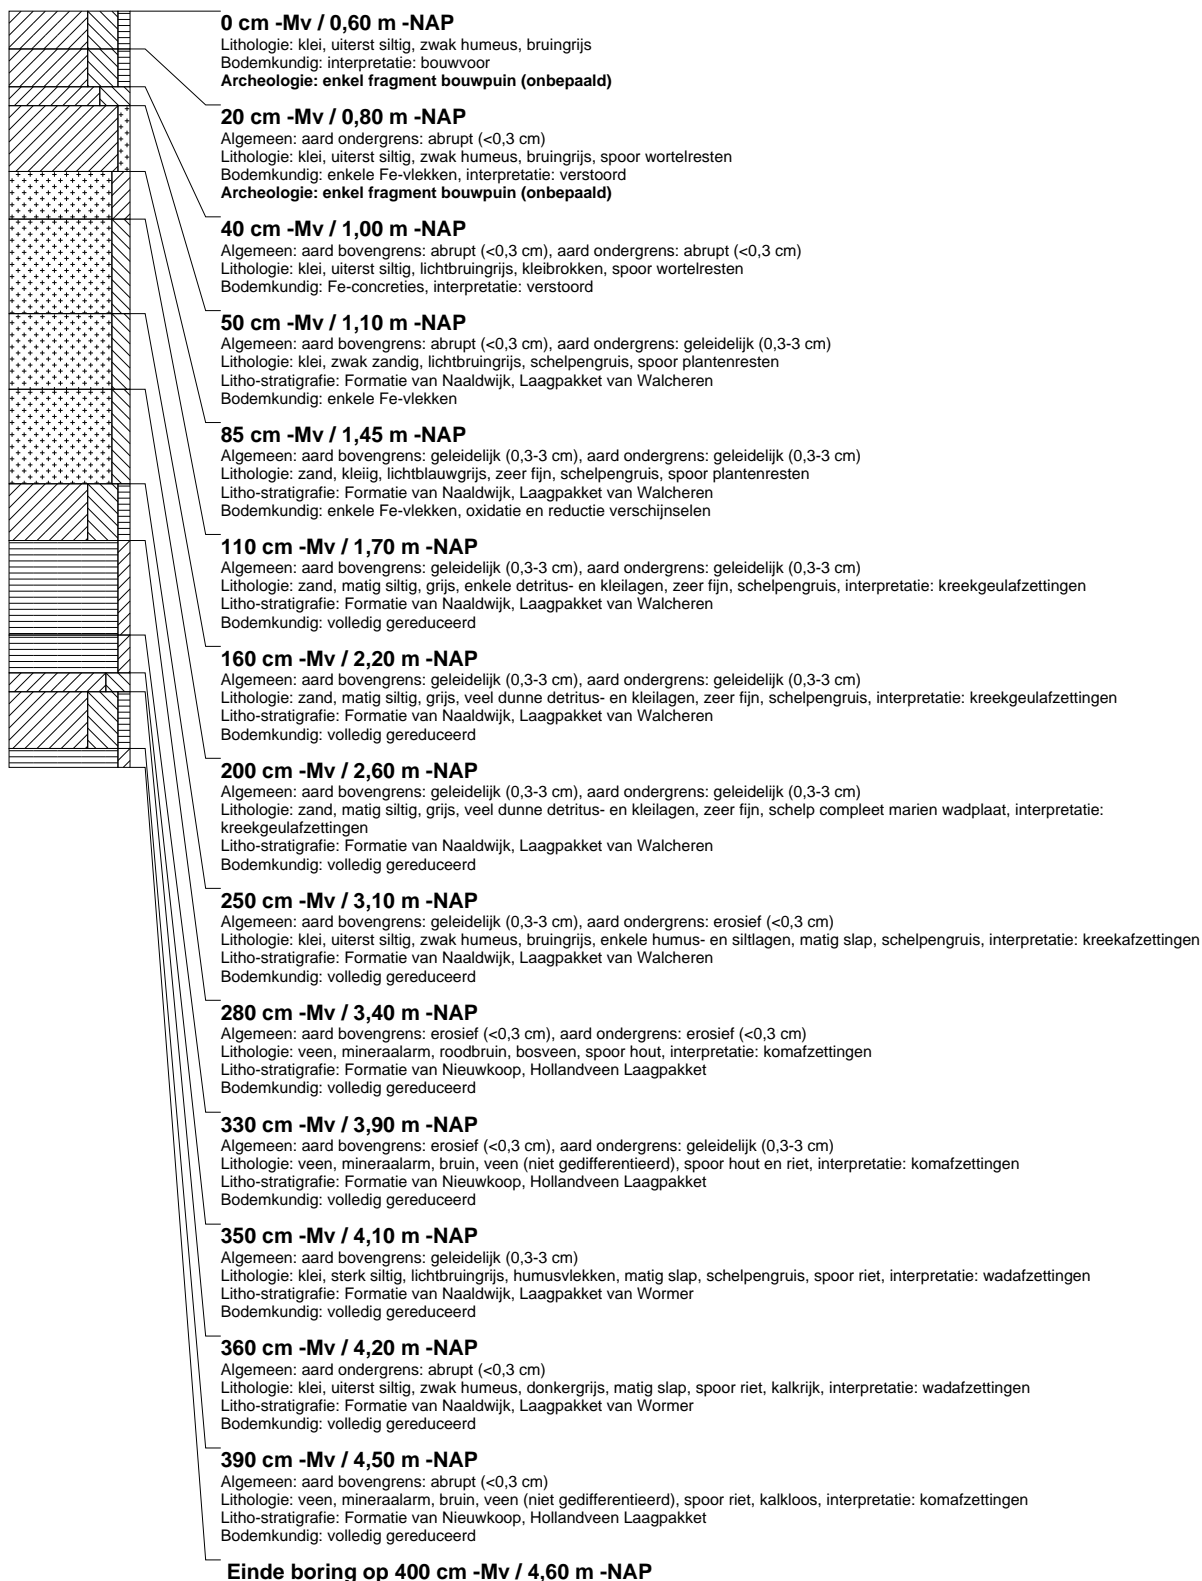 0 cm -Mv / 0,60 m -NAP
Lithologie: klei, uiterst siltig, zwak humeus, bruingrijs
Bodemkundig: interpretatie: bouwvoor
Archeologie: enkel fragment bouwpuin (onbepaald)
20 cm -Mv / 0,80 m -NAP
Algemeen: aard ondergrens: abrupt (<0,3 cm)
Lithologie: klei, uiterst siltig, zwak humeus, bruingrijs, spoor wortelresten
Bodemkundig: enkele Fe-vlekken, interpretatie: verstoord
Archeologie: enkel fragment bouwpuin (onbepaald)
40 cm -Mv / 1,00 m -NAP
Algemeen: aard bovengrens: abrupt (<0,3 cm), aard ondergrens: abrupt (<0,3 cm)
Lithologie: klei, uiterst siltig, lichtbruingrijs, kleibrokken, spoor wortelresten
Bodemkundig: Fe-concreties, interpretatie: verstoord
50 cm -Mv / 1,10 m -NAP
Algemeen: aard bovengrens: abrupt (<0,3 cm), aard ondergrens: geleidelijk (0,3-3 cm)
Lithologie: klei, zwak zandig, lichtbruingrijs, schelpengruis, spoor plantenresten
Litho-stratigrafie: Formatie van Naaldwijk, Laagpakket van Walcheren
Bodemkundig: enkele Fe-vlekken
85 cm -Mv / 1,45 m -NAP
Algemeen: aard bovengrens: geleidelijk (0,3-3 cm), aard ondergrens: geleidelijk (0,3-3 cm)
Lithologie: zand, kleiig, lichtblauwgrijs, zeer fijn, schelpengruis, spoor plantenresten
Litho-stratigrafie: Formatie van Naaldwijk, Laagpakket van Walcheren
Bodemkundig: enkele Fe-vlekken, oxidatie en reductie verschijnselen
110 cm -Mv / 1,70 m -NAP
Algemeen: aard bovengrens: geleidelijk (0,3-3 cm), aard ondergrens: geleidelijk (0,3-3 cm)
Lithologie: zand, matig siltig, grijs, enkele detritus- en kleilagen, zeer fijn, schelpengruis, interpretatie: kreekgeulafzettingen
Litho-stratigrafie: Formatie van Naaldwijk, Laagpakket van Walcheren
Bodemkundig: volledig gereduceerd
160 cm -Mv / 2,20 m -NAP
Algemeen: aard bovengrens: geleidelijk (0,3-3 cm), aard ondergrens: geleidelijk (0,3-3 cm)
Lithologie: zand, matig siltig, grijs, veel dunne detritus- en kleilagen, zeer fijn, schelpengruis, interpretatie: kreekgeulafzettingen
Litho-stratigrafie: Formatie van Naaldwijk, Laagpakket van Walcheren
Bodemkundig: volledig gereduceerd
200 cm -Mv / 2,60 m -NAP
Algemeen: aard bovengrens: geleidelijk (0,3-3 cm), aard ondergrens: geleidelijk (0,3-3 cm)
Lithologie: zand, matig siltig, grijs, veel dunne detritus- en kleilagen, zeer fijn, schelp compleet marien wadplaat, interpretatie:
kreekgeulafzettingen
Litho-stratigrafie: Formatie van Naaldwijk, Laagpakket van Walcheren
Bodemkundig: volledig gereduceerd
250 cm -Mv / 3,10 m -NAP
Algemeen: aard bovengrens: geleidelijk (0,3-3 cm), aard ondergrens: erosief (<0,3 cm)
Lithologie: klei, uiterst siltig, zwak humeus, bruingrijs, enkele humus- en siltlagen, matig slap, schelpengruis, interpretatie: kreekafzettingen
Litho-stratigrafie: Formatie van Naaldwijk, Laagpakket van Walcheren
Bodemkundig: volledig gereduceerd
280 cm -Mv / 3,40 m -NAP
Algemeen: aard bovengrens: erosief (<0,3 cm), aard ondergrens: erosief (<0,3 cm)
Lithologie: veen, mineraalarm, roodbruin, bosveen, spoor hout, interpretatie: komafzettingen
Litho-stratigrafie: Formatie van Nieuwkoop, Hollandveen Laagpakket
Bodemkundig: volledig gereduceerd
330 cm -Mv / 3,90 m -NAP
Algemeen: aard bovengrens: erosief (<0,3 cm), aard ondergrens: geleidelijk (0,3-3 cm)
Lithologie: veen, mineraalarm, bruin, veen (niet gedifferentieerd), spoor hout en riet, interpretatie: komafzettingen
Litho-stratigrafie: Formatie van Nieuwkoop, Hollandveen Laagpakket
Bodemkundig: volledig gereduceerd
350 cm -Mv / 4,10 m -NAP
Algemeen: aard bovengrens: geleidelijk (0,3-3 cm)
Lithologie: klei, sterk siltig, lichtbruingrijs, humusvlekken, matig slap, schelpengruis, spoor riet, interpretatie: wadafzettingen
Litho-stratigrafie: Formatie van Naaldwijk, Laagpakket van Wormer
Bodemkundig: volledig gereduceerd
360 cm -Mv / 4,20 m -NAP
Algemeen: aard ondergrens: abrupt (<0,3 cm)
Lithologie: klei, uiterst siltig, zwak humeus, donkergrijs, matig slap, spoor riet, kalkrijk, interpretatie: wadafzettingen
Litho-stratigrafie: Formatie van Naaldwijk, Laagpakket van Wormer
Bodemkundig: volledig gereduceerd
390 cm -Mv / 4,50 m -NAP
Algemeen: aard bovengrens: abrupt (<0,3 cm)
Lithologie: veen, mineraalarm, bruin, veen (niet gedifferentieerd), spoor riet, kalkloos, interpretatie: komafzettingen
Litho-stratigrafie: Formatie van Nieuwkoop, Hollandveen Laagpakket
Bodemkundig: volledig gereduceerd
Einde boring op 400 cm -Mv / 4,60 m -NAP